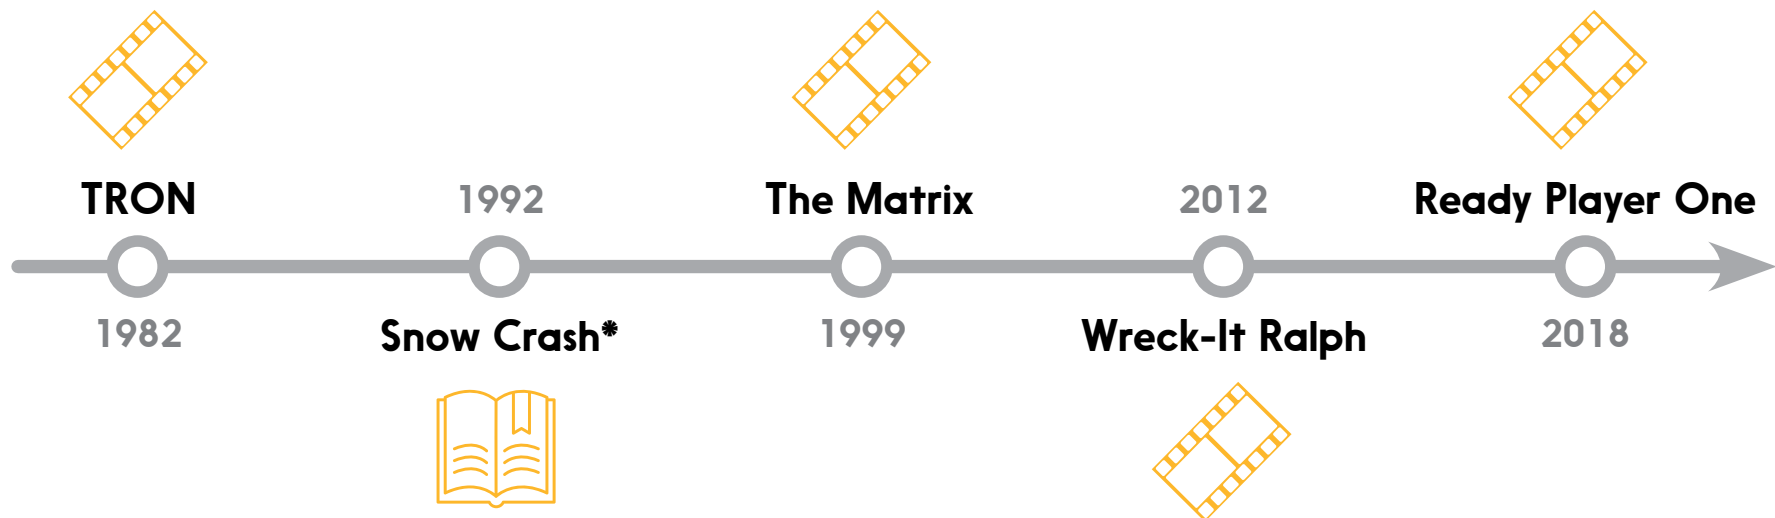 TRON
1992
The Matrix
2012
Ready Player One
1982
Snow Crash*
1999
Wreck-It Ralph
2018